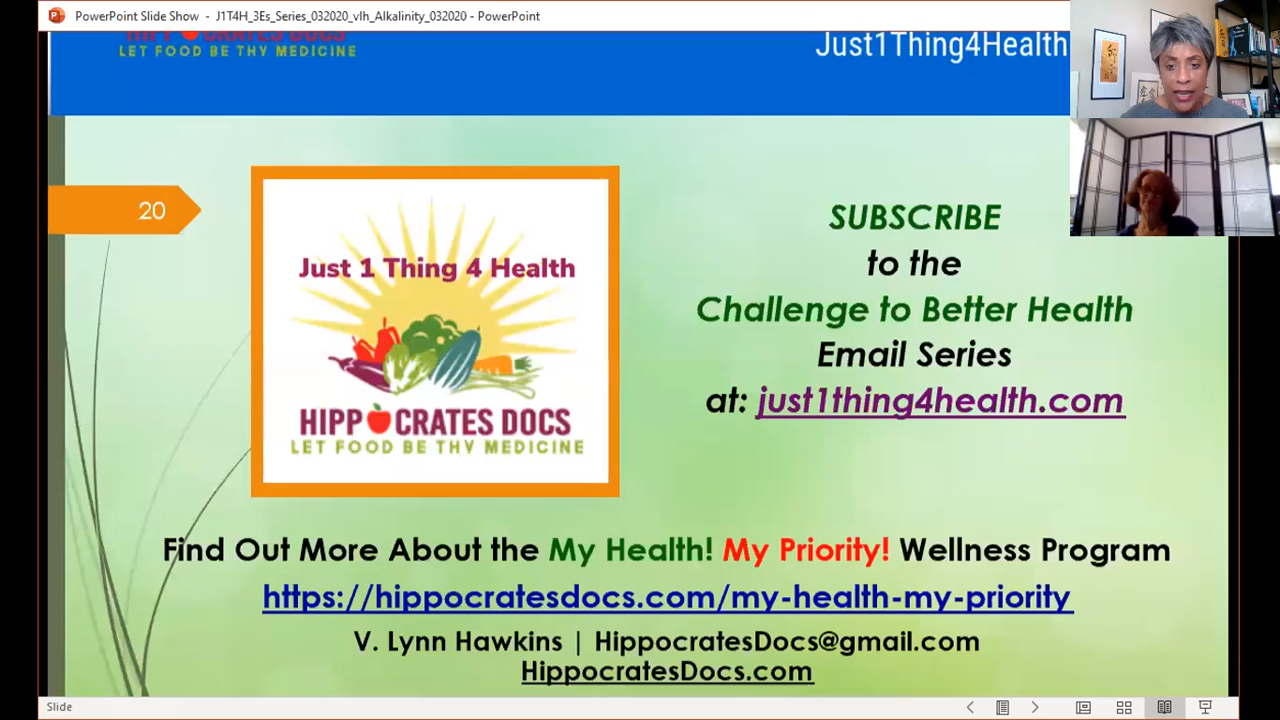 PowerPoint Slide Show - J1T4H_3Es_Series_032020_vlh_Alkalinity_032020 - PowerPoint
HIPPOCRATES DOCS
LET FOOD BE THY MEDICINE
Just1Thing4Health
20
Just 1 Thing 4 Health
HIPPOCRATES DOCS
LET FOOD BE THY MEDICINE
SUBSCRIBE
to the
Challenge to Better Health
Email Series
at: just1thing4health.com
Find Out More About the My Health! My Priority! Wellness Program
https://hippocratesdocs.com/my-health-my-priority
V. Lynn Hawkins | HippocratesDocs@gmail.com
HippocratesDocs.com
Slide